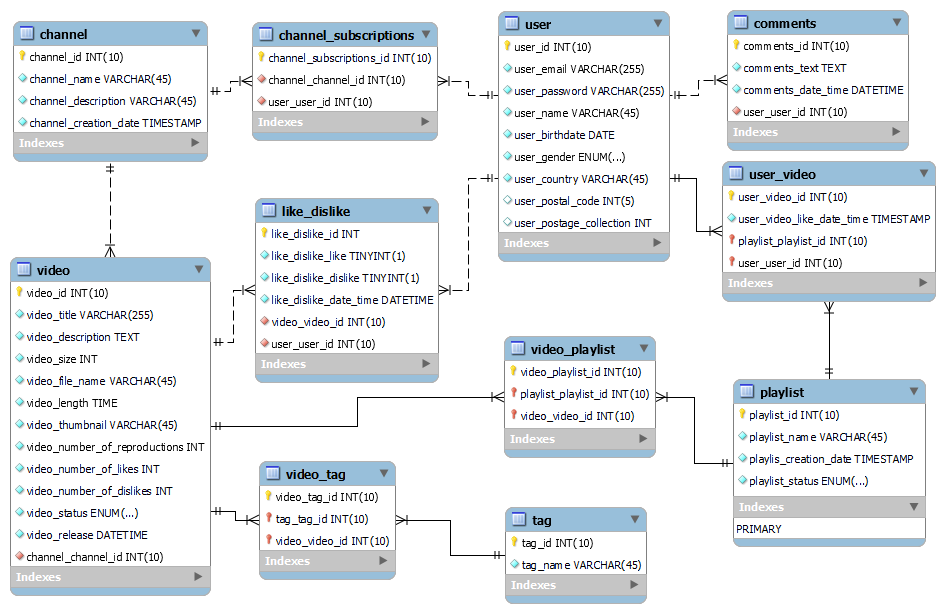 channel
channel_id INT(10)
channel_name VARCHAR(45)
channel_description VARCHAR(45)
channel_creation_date TIMESTAMP
Indexes
channel_subscriptions
channel_subscriptions_id INT(10)
channel_channel_id INT(10)
user_user_id INT(10)
Indexes
user
user_id INT(10)
user_email VARCHAR(255)
user_password VARCHAR(255)
user_name VARCHAR(45)
user_birthdate DATE
user_gender ENUM(...)
user_country VARCHAR(45)
user_postal_code INT(5)
user_postage_collection INT
Indexes
comments
comments_id INT(10)
comments_text TEXT
comments_date_time DATETIME
user_user_id INT(10)
Indexes
user_video
user_video_id INT(10)
user_video_like_date_time TIMESTAMP
playlist_playlist_id INT(10)
user_user_id INT(10)
Indexes
like_dislike
like_dislike_id INT
like_dislike_like TINYINT(1)
like_dislike_dislike TINYINT(1)
like_dislike_date_time DATETIME
video_video_id INT(10)
user_user_id INT(10)
Indexes
video
video_id INT(10)
video_title VARCHAR(255)
video_description TEXT
video_size INT
video_file_name VARCHAR(45)
video_length TIME
video_thumbnail VARCHAR(45)
video_number_of_reproductions INT
video_number_of_likes INT
video_number_of_dislikes INT
video_status ENUM(...)
video_release DATETIME
channel_channel_id INT(10)
Indexes
video_playlist
video_playlist_id INT(10)
playlist_playlist_id INT(10)
video_video_id INT(10)
Indexes
playlist
playlist_id INT(10)
playlist_name VARCHAR(45)
playlis_creation_date TIMESTAMP
playlist_status ENUM(...)
Indexes
PRIMARY
video_tag
video_tag_id INT(10)
tag_tag_id INT(10)
video_video_id INT(10)
Indexes
tag
tag_id INT(10)
tag_name VARCHAR(45)
Indexes